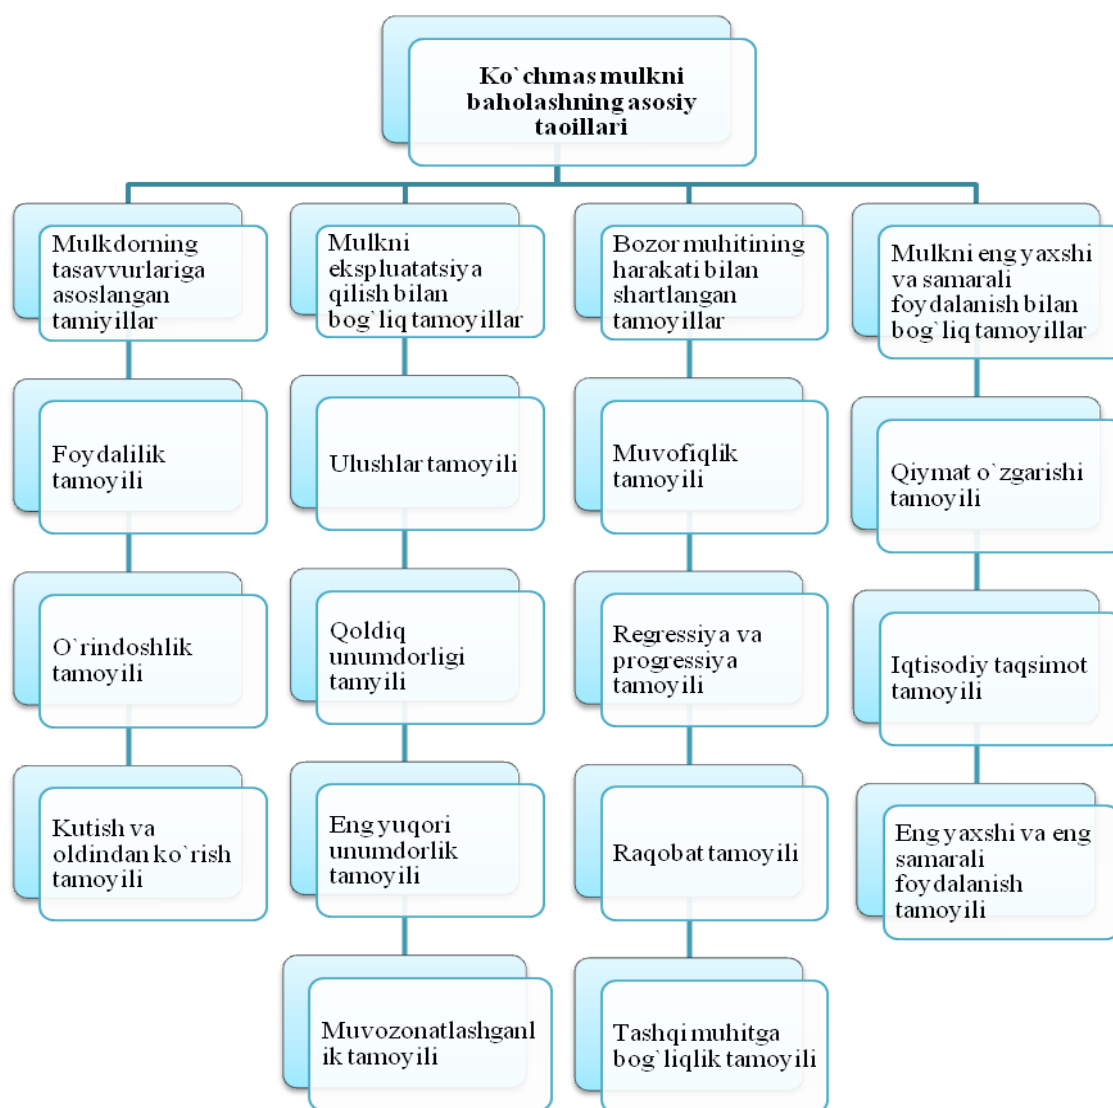 Ko`chmas mulkni
baholashning asosiy
taoillari
Mulkdorning
tasavvurlariga
asoslangan
tamiyillar
Foydalilik
tamoyili
O`rindoshlik
tamoyili
Kutish va
oldindan ko`rish
tamoyili
Mulkni
ekspluatatsiya
qilish bilan
bog`liq tamoyillar
Ulushlar tamoyili
Qoldiq
unumdorligi
tamyili
Eng yuqori
unumdorlik
tamoyili
Muvozonatlashganl
ik tamoyili
Bozor muhitining
harakati bilan
shartlangan
tamoyillar
Muvofiqlik
tamoyili
Regressiya va
progressiya
tamoyili
Raqobat tamoyili
Tashqi muhitga
bog`liqlik tamoyili
Mulkni eng yaxshi
va samarali
foydalanish bilan
bog`liq tamoyillar
Qiymat o`zgarishi
tamoyili
Iqtisodiy taqsimot
tamoyili
Eng yaxshi va eng
samarali
foydalanish
tamoyili